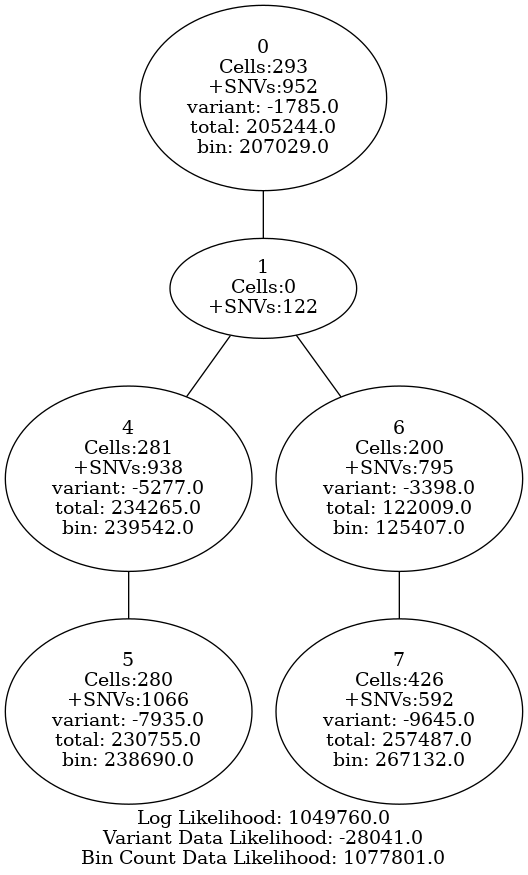 0
Cells:293
+SNVs:952
variant: -1785.0
total: 205244.0
bin: 207029.0
1
Cells:0
+SNVs:122
4
Cells:281
+SNVs:938
variant: -5277.0
total: 234265.0
bin: 239542.0
6
Cells:200
+SNVs:795
variant: -3398.0
total: 122009.0
bin: 125407.0
5
Cells:280
+SNVs:1066
variant: -7935.0
total: 230755.0
bin: 238690.0
7
Cells:426
+SNVs:592
variant: -9645.0
total: 257487.0
bin: 267132.0
Log Likelihood: 1049760.0
Variant Data Likelihood: -28041.0
Bin Count Data Likelihood: 1077801.0